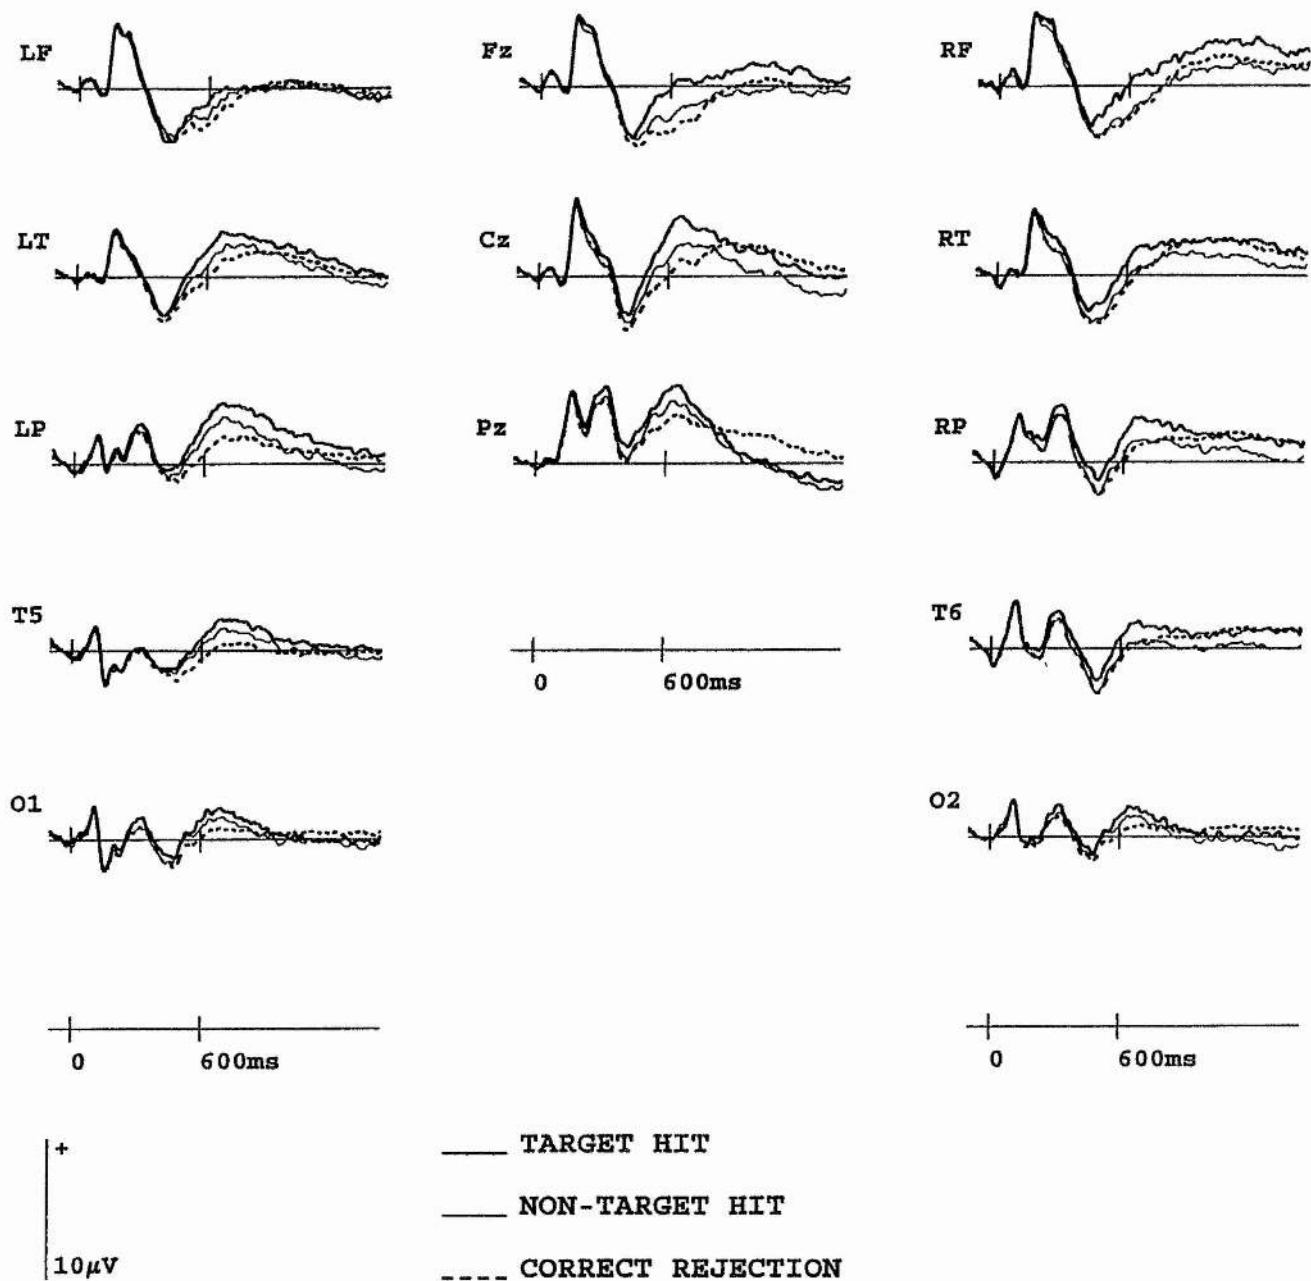 LF
Fz
RF
LT
Cz
RT
LP
Pz
RP
T5
T6
0
600ms
O1
O2
0
600ms
0
600ms
+
10μV
TARGET HIT
NON-TARGET HIT
CORRECT REJECTION